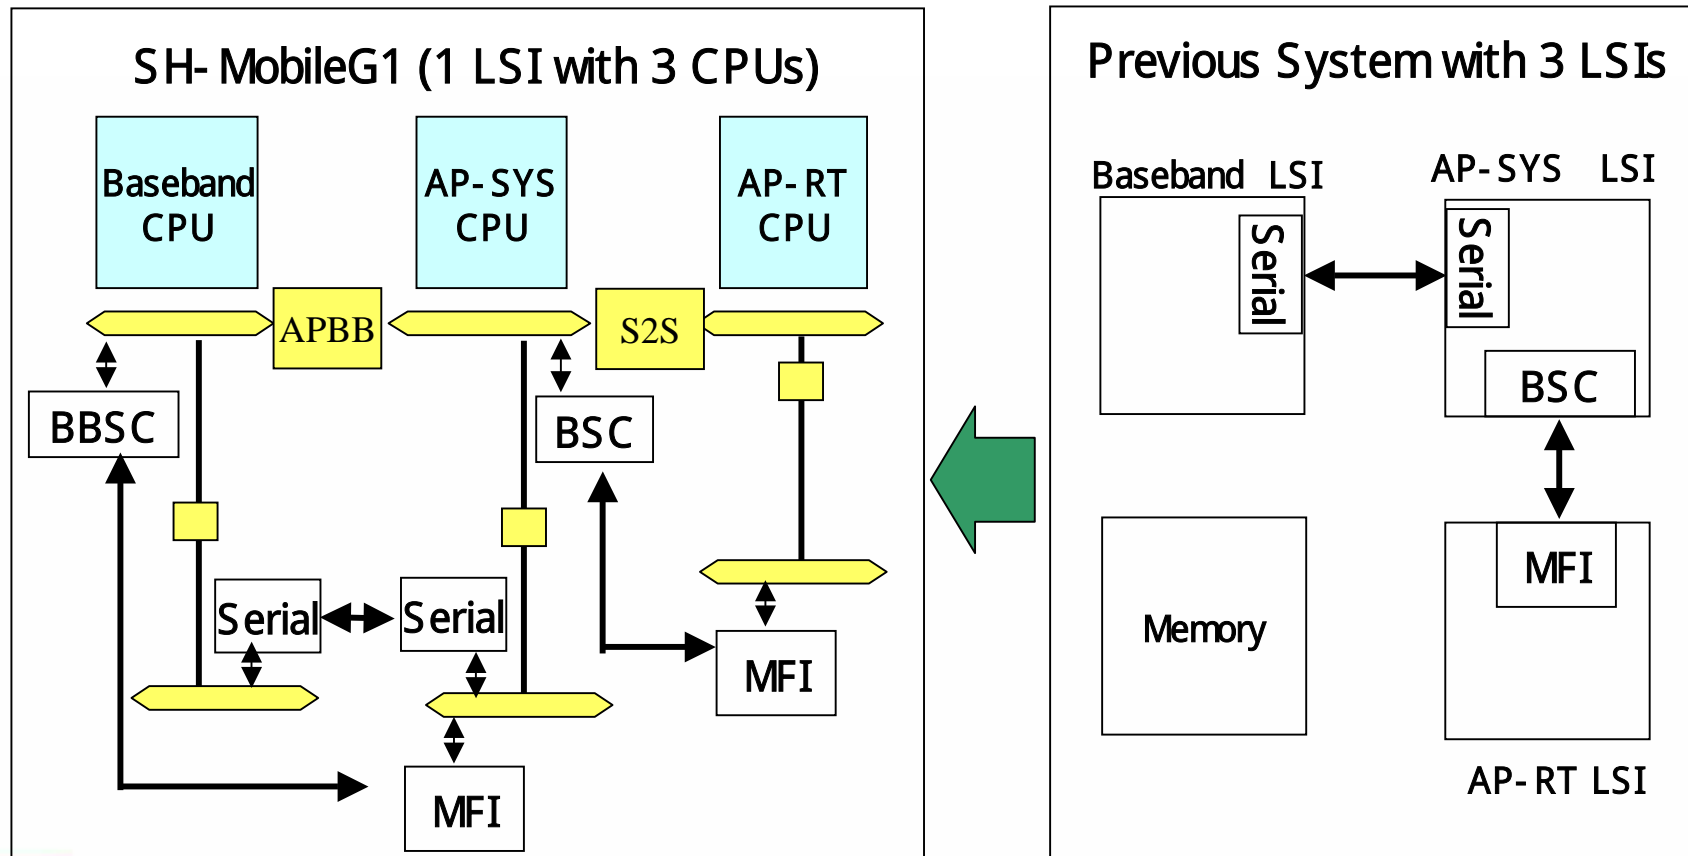 SH-MobileG1 (1 LSI with 3 CPUs)
Baseband
CPU
AP-SYS
CPU
AP-RT
CPU
APBB
S2S
BBSC
BSC
Serial
Serial
MFI
MFI
Previous System with 3 LSIs
Baseband LSI
AP-SYS LSI
Serial
Serial
BSC
MFI
Memory
AP-RT LSI